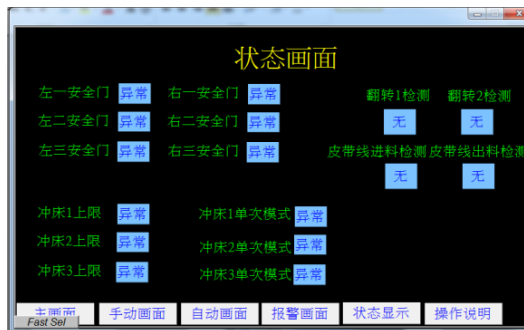 状态画面
左一安全门 异常 右一安全门 异常 翻转1检测 翻转2检测
左二安全门 异常 右二安全门 异常 无 无
左三安全门 异常 右三安全门 异常 皮带线进料检测 皮带线出料检测
无 无
冲床1上限 异常 冲床1单次模式 异常
冲床2上限 异常 冲床2单次模式 异常
冲床3上限 异常 冲床3单次模式 异常
主画面 手动画面 自动画面 报警画面 状态显示 操作说明
Fast Sel